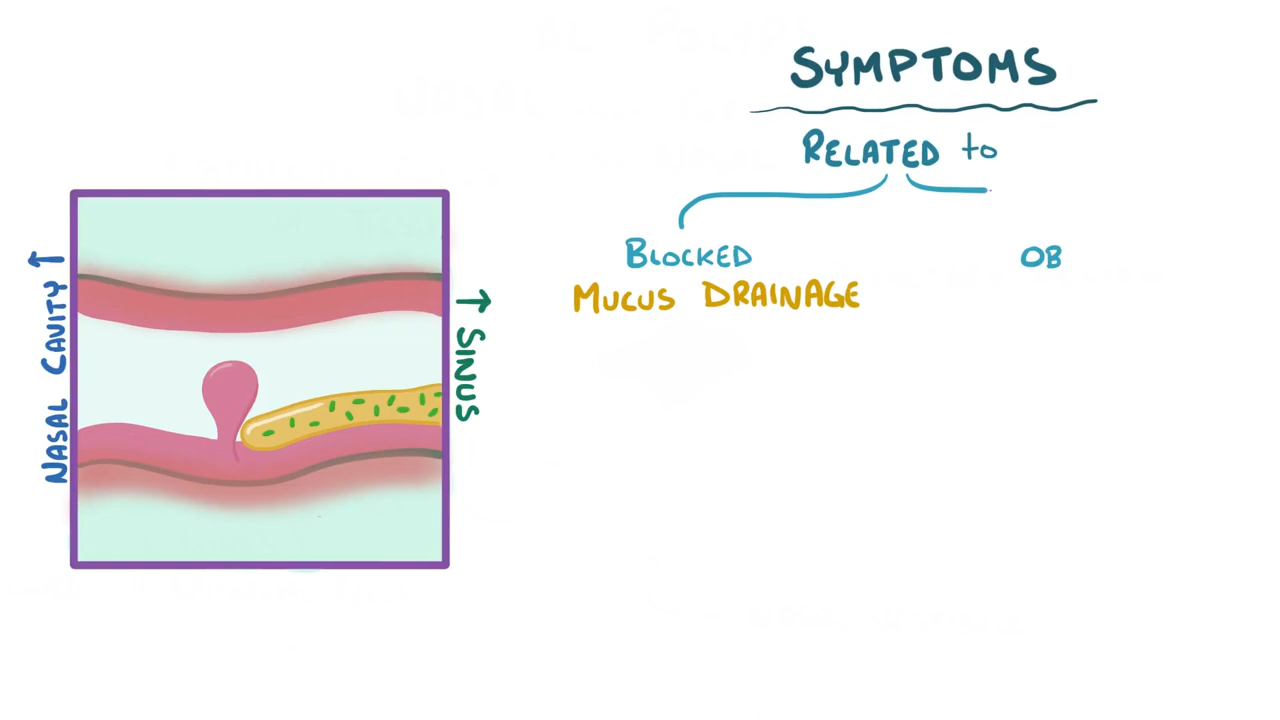 SYMPTOMS
RELATED to
BLOCKED
MUCUS DRAINAGE
OB
NASAL CAVITY ↑
↑ SINUS